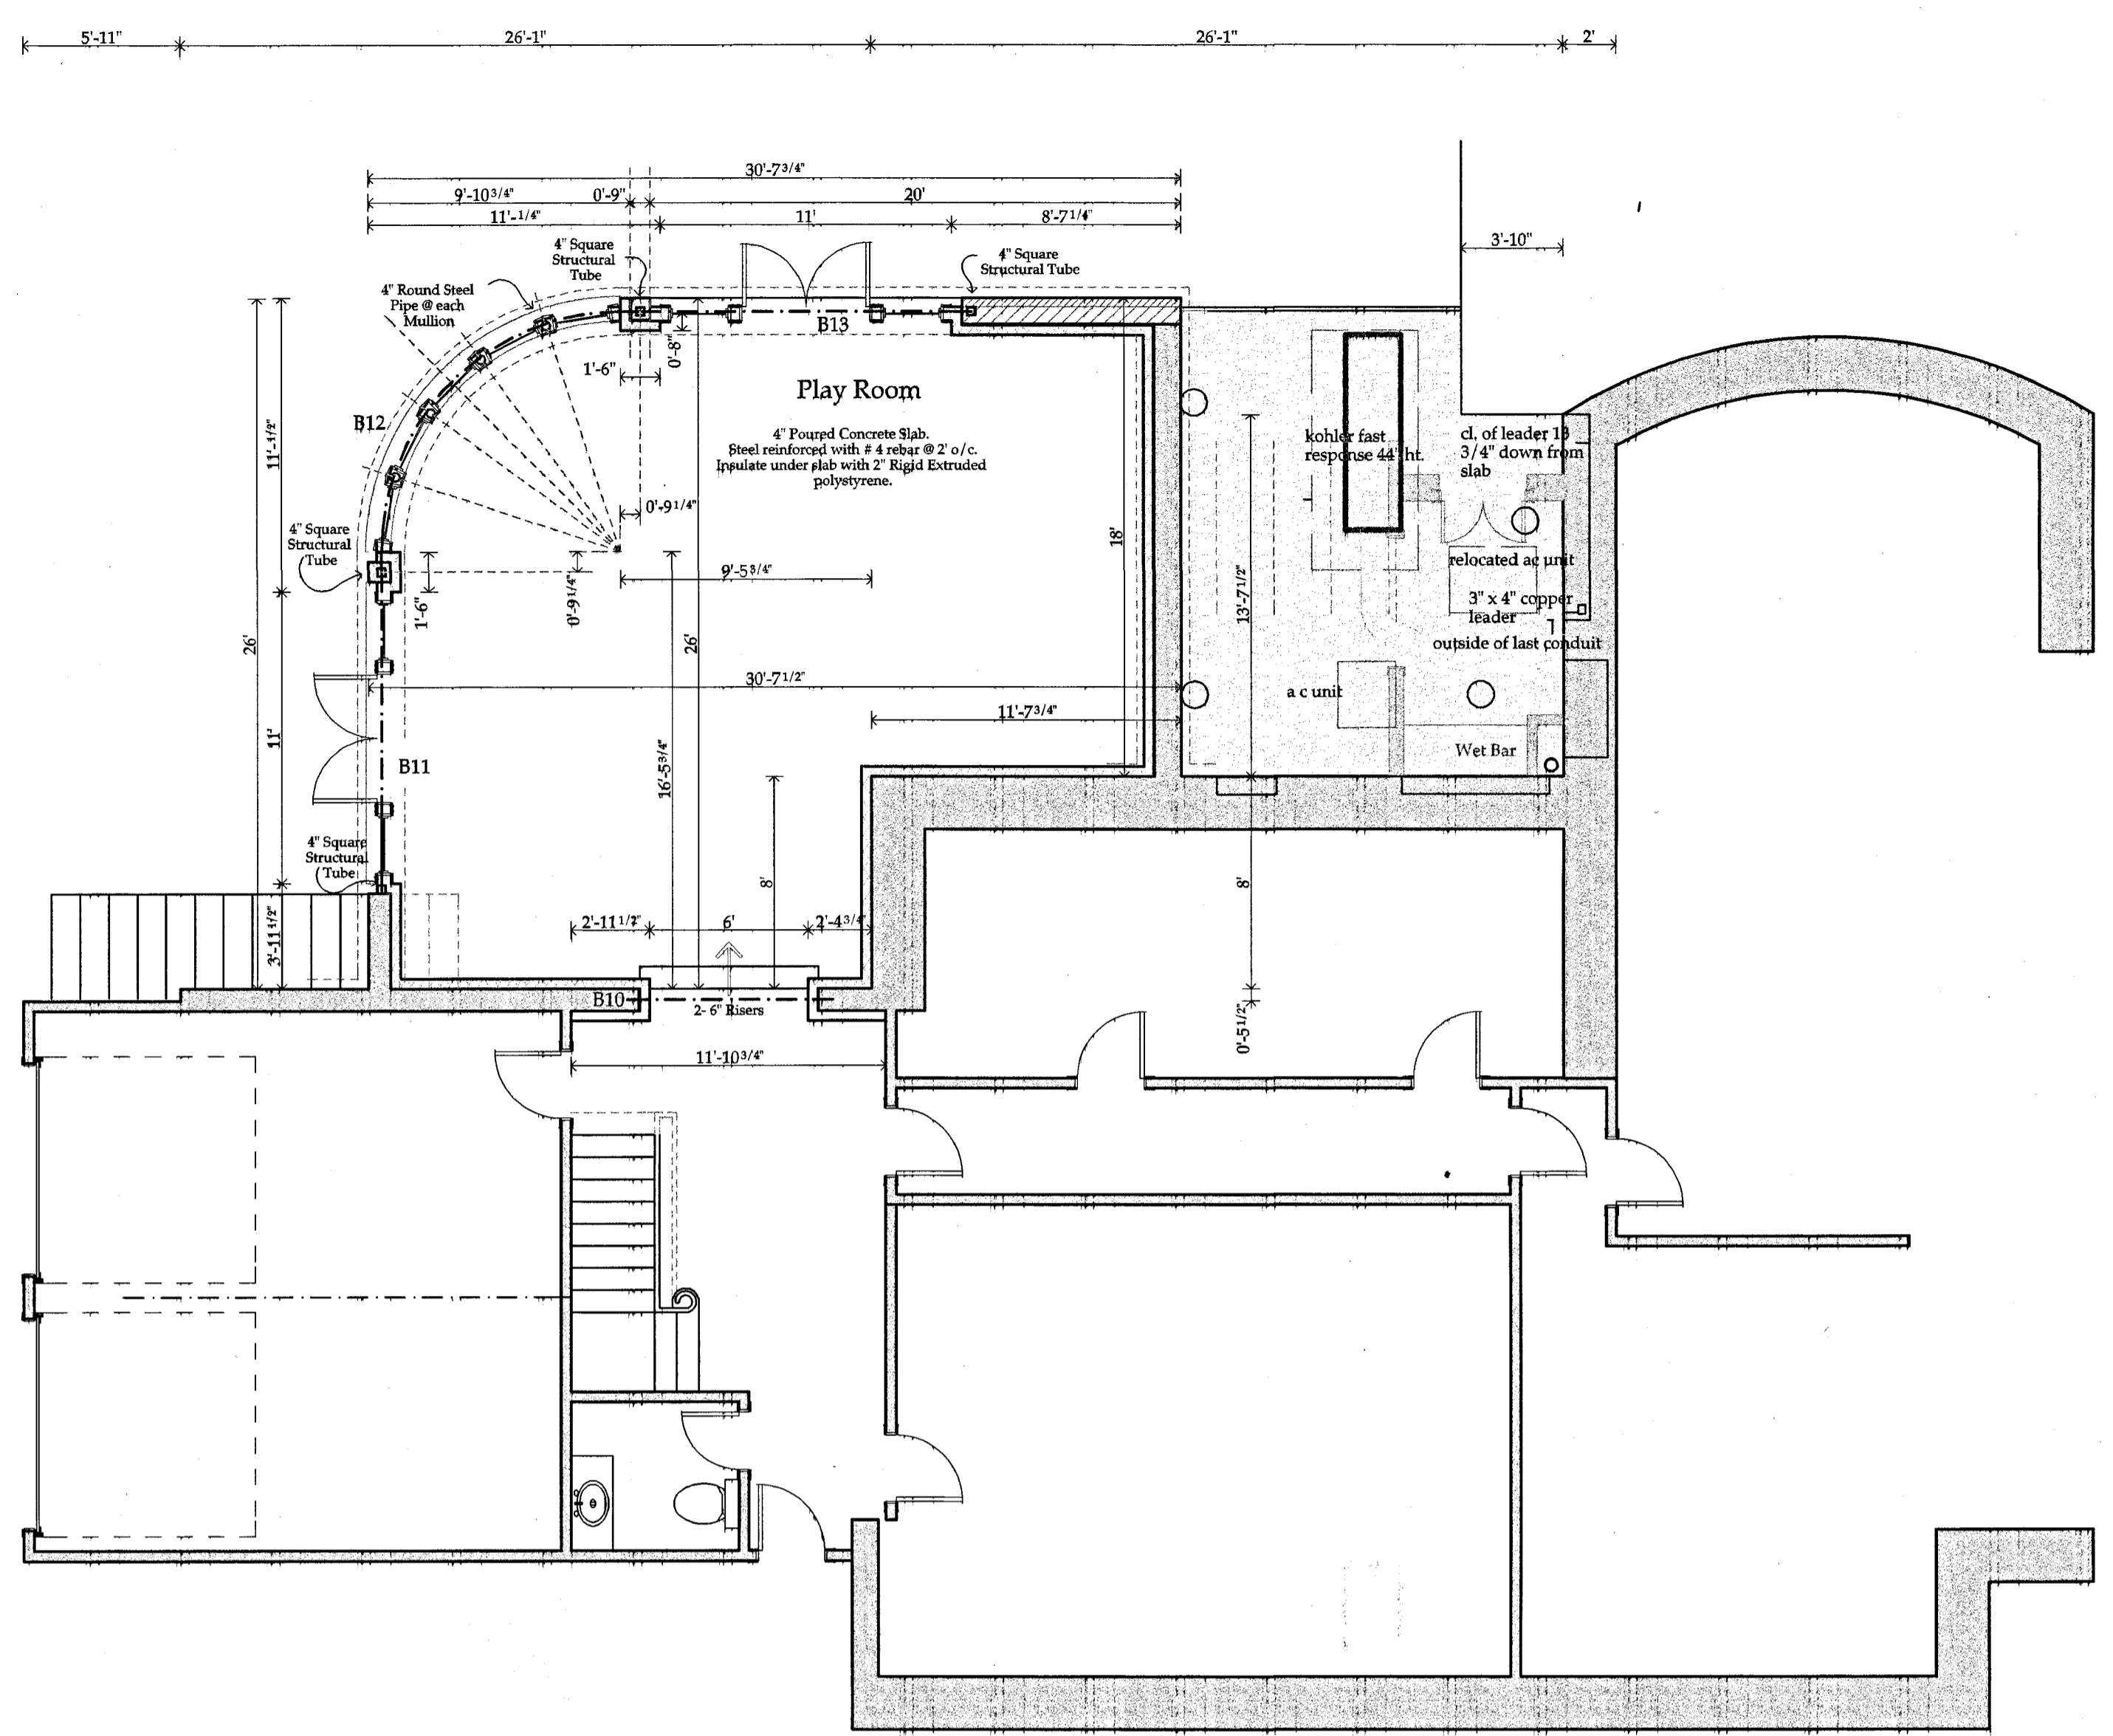 5'-11"
26'-1"
26'-1"
2'
30'-7 3/4"
9'-10 3/4"
0'-9"
20'
11'-1/4"
11'
8'-7 1/4"
3'-10"
4" Square
Structural
Tube
4" Square
Structural Tube
4" Round Steel
Pipe @ each
Mullion
B13
1'-6"
0'-8"
Play Room
4" Poured Concrete Slab.
Steel reinforced with # 4 rebar @ 2' o/c.
Insulate under slab with 2" Rigid Extruded
polystyrene.
B12
11'-1/2"
kohler fast
response 44" ht.
cl. of leader 13
3/4" down from
slab
0'-9 1/4"
4" Square
Structural
Tube
18'
relocated ac unit
9'-5 3/4"
1'-6"
0'-9 1/4"
13'-7 1/2"
3" x 4" copper
leader
outside of last conduit
26'
26'
30'-7 1/2"
a c unit
11'-7 3/4"
11'
B11
16'-5 3/4"
Wet Bar
4" Square
Structural
Tube
8'
8'
3'-11 1/2"
2'-11 1/2"
6'
2'-4 3/4"
B10
2- 6" Risers
0'-5 1/2"
11'-10 3/4"